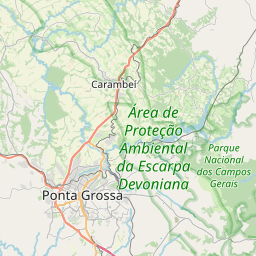 Carambeí
Área de
Proteção
Ambiental
da Escarpa
Devoniana
Parque
Nacional
dos Campos
Gerais
Ponta Grossa